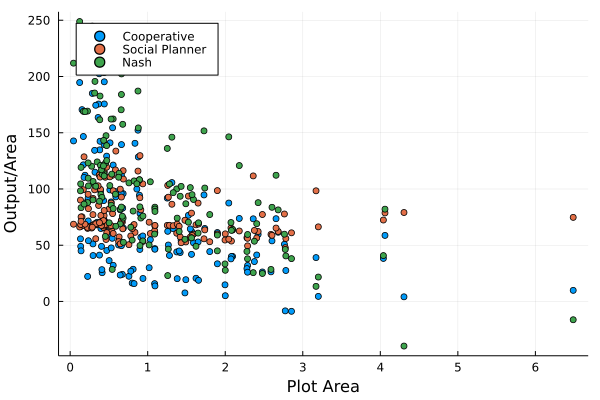 Cooperative
Social Planner
Nash
Output/Area
250
200
150
100
50
0
0 1 2 3 4 5 6
Plot Area